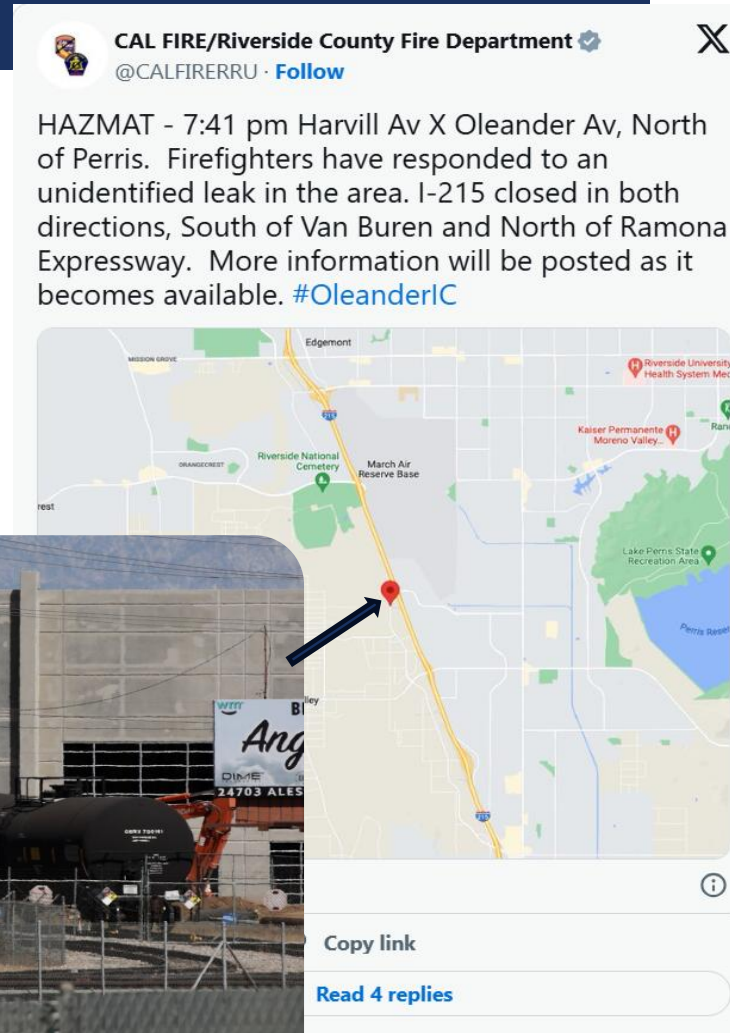 CAL FIRE/Riverside County Fire Department
@CALFIRERRU · Follow
HAZMAT - 7:41 pm Harvill Av X Oleander Av, North
of Perris.  Firefighters have responded to an
unidentified leak in the area. I-215 closed in both
directions, South of Van Buren and North of Ramona
Expressway.  More information will be posted as it
becomes available. #OleanderIC
Edgemont
MISSION GROVE
Riverside University
Health System Med
215
Kaiser Permanente
Moreno Valley...
Ran
ORANGECREST
Riverside National
Cemetery
March Air
Reserve Base
rest
Lake Perris State
Recreation Area
Perris Reser
lley
wrrr
Ang
DIME
24703 ALES
215
Copy link
Read 4 replies